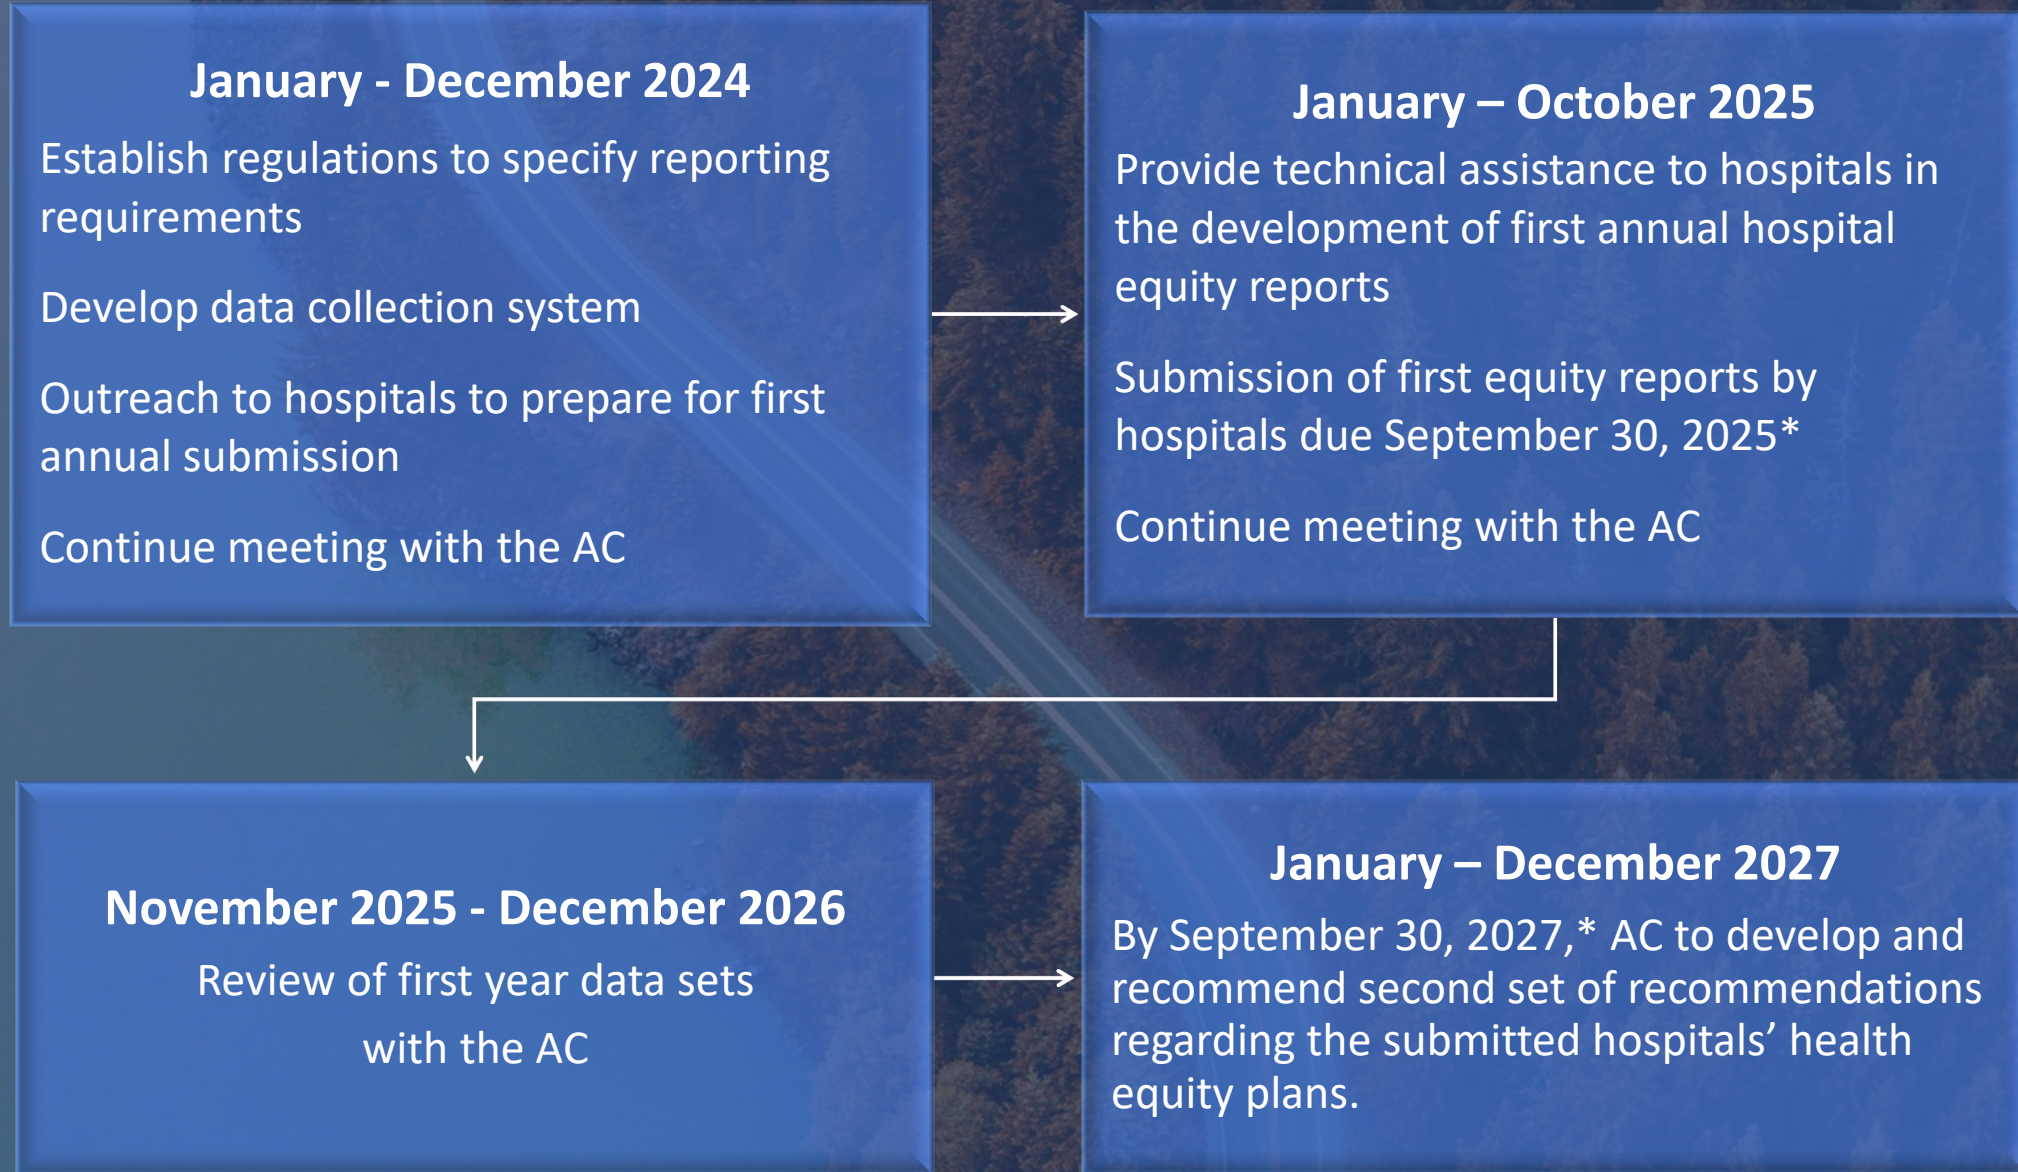 January - December 2024
Establish regulations to specify reporting
requirements
Develop data collection system
Outreach to hospitals to prepare for first
annual submission
Continue meeting with the AC
January – October 2025
Provide technical assistance to hospitals in
the development of first annual hospital
equity reports
Submission of first equity reports by
hospitals due September 30, 2025*
Continue meeting with the AC
November 2025 - December 2026
Review of first year data sets
with the AC
January – December 2027
By September 30, 2027,* AC to develop and
recommend second set of recommendations
regarding the submitted hospitals’ health
equity plans.